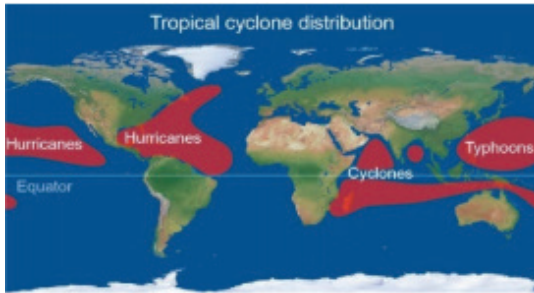 Tropical cyclone distribution
Hurricanes
Hurricanes
Typhoons
Cyclones
Equator